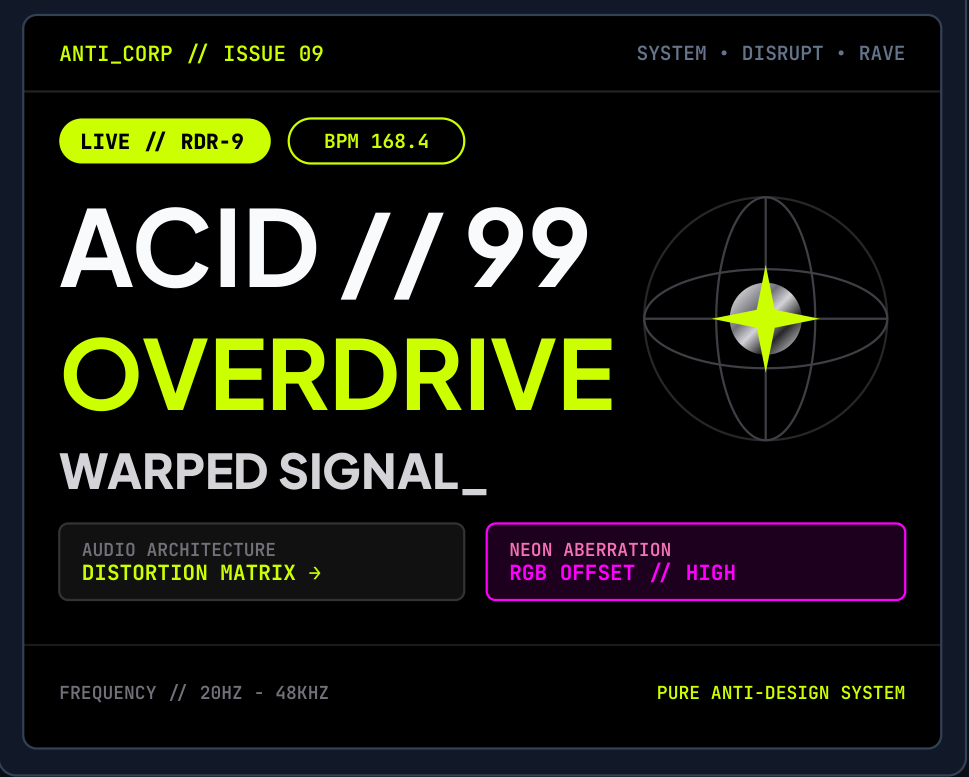 ANTI_CORP // ISSUE 09
SYSTEM • DISRUPT • RAVE
LIVE // RDR-9
BPM 168.4
ACID // 99
OVERDRIVE
WARPED SIGNAL_
AUDIO ARCHITECTURE
DISTORTION MATRIX →
NEON ABERRATION
RGB OFFSET // HIGH
FREQUENCY // 20HZ - 48KHZ
PURE ANTI-DESIGN SYSTEM